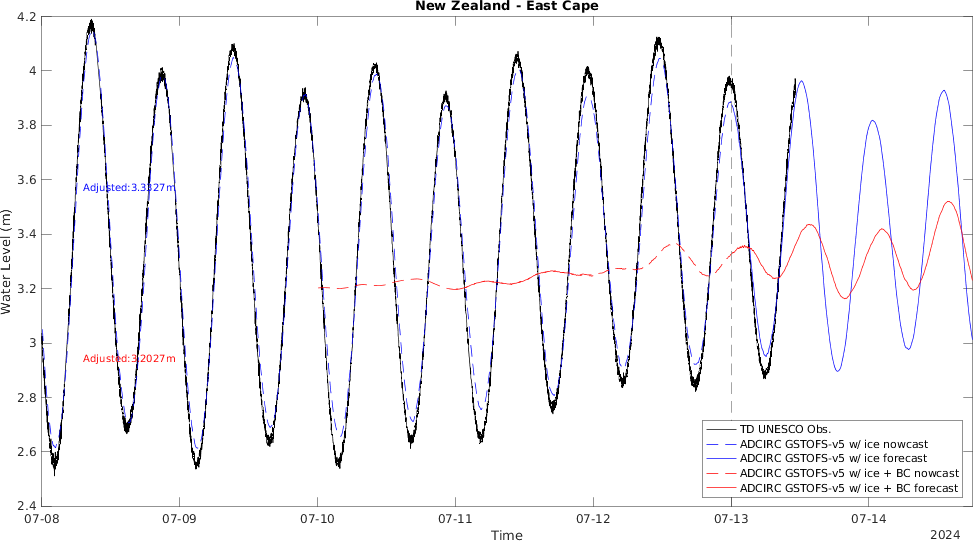 New Zealand - East Cape
4.2
4
3.8
3.6
3.4
3.2
3
2.8
2.6
2.4
Water Level (m)
Adjusted:3.3327m
Adjusted:3.2027m
TD UNESCO Obs.
ADCIRC GSTOFS-v5 w/ ice nowcast
ADCIRC GSTOFS-v5 w/ ice forecast
ADCIRC GSTOFS-v5 w/ ice + BC nowcast
ADCIRC GSTOFS-v5 w/ ice + BC forecast
07-08 07-09 07-10 07-11 07-12 07-13 07-14
Time
2024